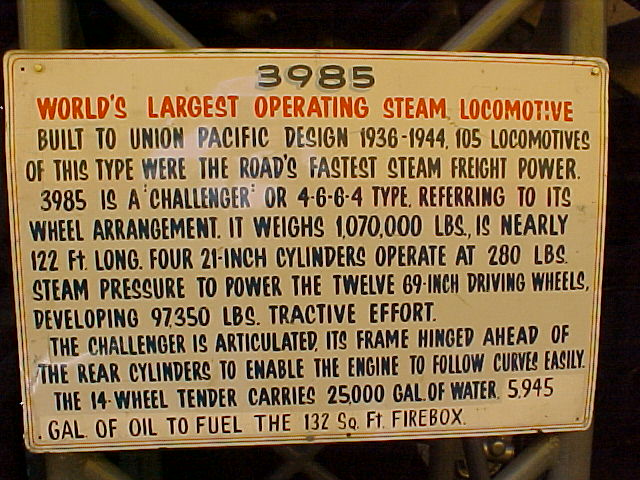 3985
WORLD'S LARGEST OPERATING STEAM LOCOMOTIVE
BUILT TO UNION PACIFIC DESIGN 1936-1944, 105 LOCOMOTIVES
OF THIS TYPE WERE THE ROAD'S FASTEST STEAM FREIGHT POWER.
3985 IS A "CHALLENGER" OR 4-6-6-4 TYPE, REFERRING TO ITS
WHEEL ARRANGEMENT. IT WEIGHS 1,070,000 LBS., IS NEARLY
122 Ft. LONG. FOUR 21-INCH CYLINDERS OPERATE AT 280 LBS.
STEAM PRESSURE TO POWER THE TWELVE 69-INCH DRIVING WHEELS,
DEVELOPING 97,350 LBS. TRACTIVE EFFORT.
THE CHALLENGER IS ARTICULATED, ITS FRAME HINGED AHEAD OF
THE REAR CYLINDERS TO ENABLE THE ENGINE TO FOLLOW CURVES EASILY.
THE 14-WHEEL TENDER CARRIES 25,000 GAL. OF WATER, 5,945
GAL. OF OIL TO FUEL THE 132 Sq. Ft. FIREBOX.